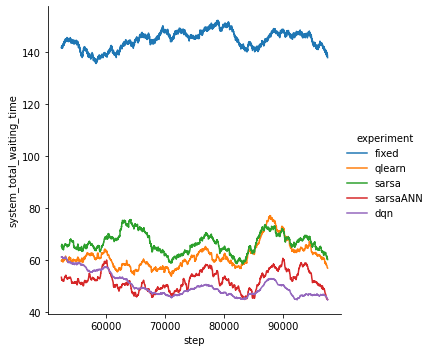 system_total_waiting_time
140
120
100
80
60
40
60000
70000
80000
90000
step
experiment
fixed
qlearn
sarsa
sarsaANN
dqn